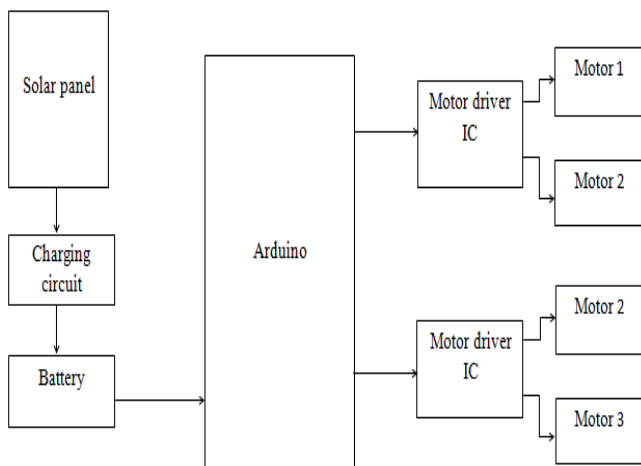 Solar panel
Charging
circuit
Battery
Arduino
Motor driver
IC
Motor 1
Motor 2
Motor driver
IC
Motor 2
Motor 3